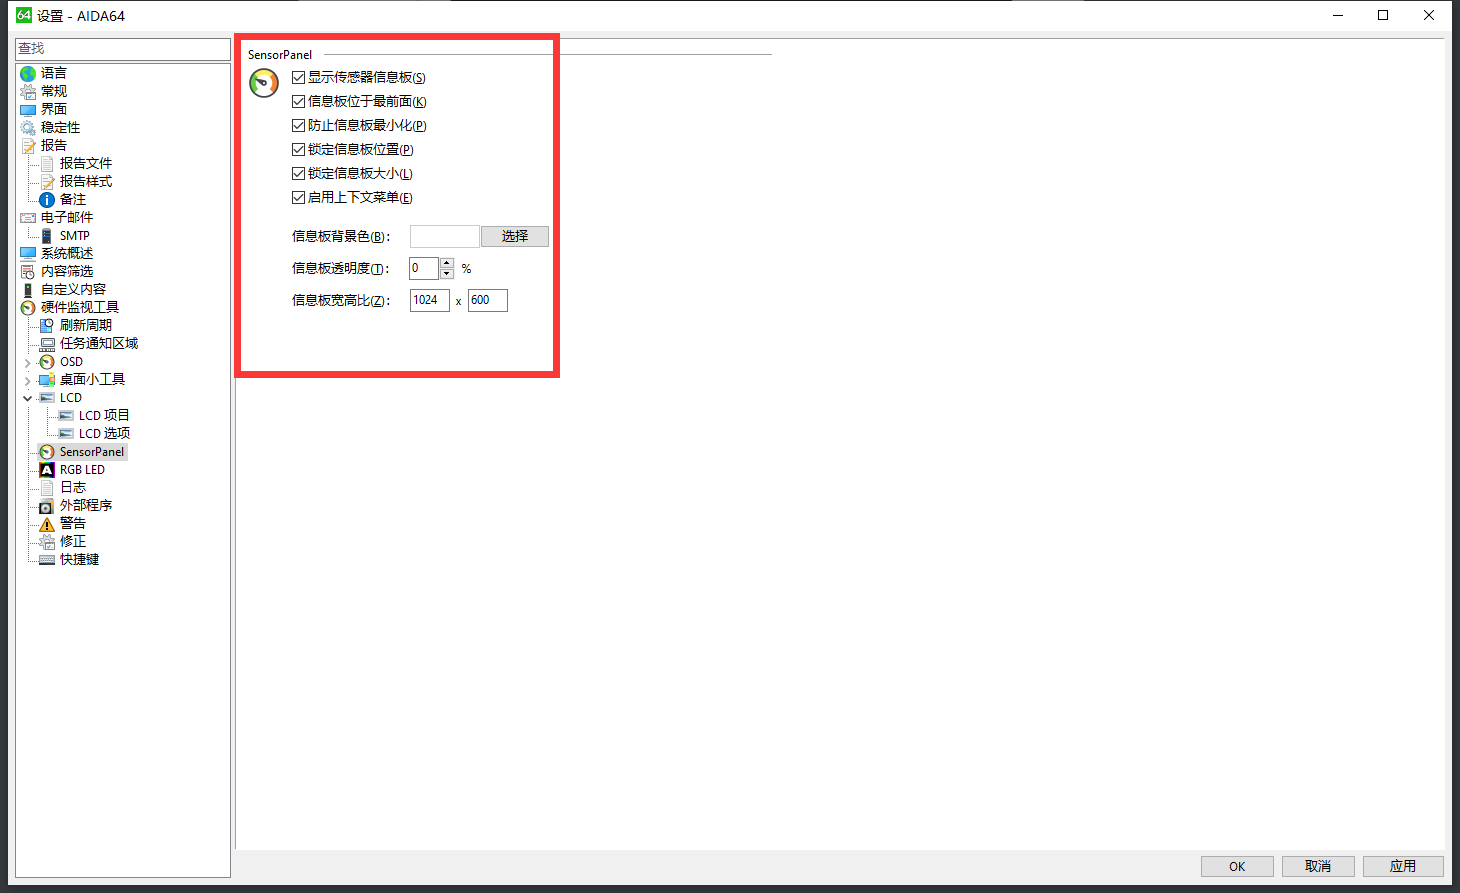 64 设置 - AIDA64
查找
语言
常规
界面
稳定性
报告
报告文件
报告样式
备注
电子邮件
SMTP
系统概述
内容筛选
自定义内容
硬件监视工具
刷新周期
任务通知区域
OSD
桌面小工具
LCD
LCD 项目
LCD 选项
SensorPanel
RGB LED
日志
外部程序
警告
修正
快捷键
SensorPanel
显示传感器信息板(S)
信息板位于最前面(K)
防止信息板最小化(P)
锁定信息板位置(P)
锁定信息板大小(L)
启用上下文菜单(E)
信息板背景色(B): 选择
信息板透明度(T): 0 %
信息板宽高比(Z): 1024 x 600
OK 取消 应用